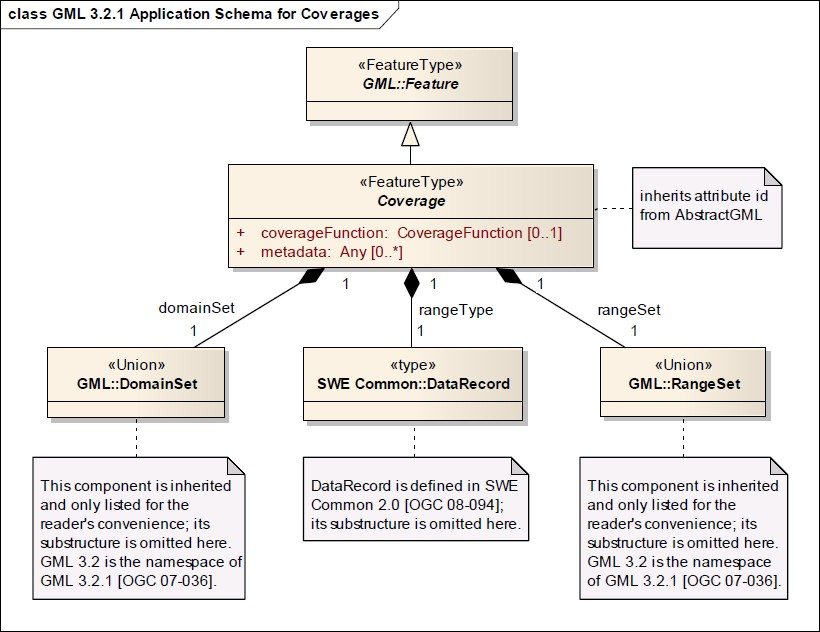 class GML 3.2.1 Application Schema for Coverages
«FeatureType»
GML::Feature
«FeatureType»
Coverage
+ coverageFunction: CoverageFunction [0..1]
+ metadata: Any [0..*]
inherits attribute id
from AbstractGML
1
1
1
domainSet
1
rangeType
1
rangeSet
1
«Union»
GML::DomainSet
«type»
SWE Common::DataRecord
«Union»
GML::RangeSet
This component is inherited
and only listed for the
reader's convenience; its
substructure is omitted here.
GML 3.2 is the namespace of
GML 3.2.1 [OGC 07-036].
DataRecord is defined in SWE
Common 2.0 [OGC 08-094];
its substructure is omitted here.
This component is inherited
and only listed for the
reader's convenience; its
substructure is omitted here.
GML 3.2 is the namespace
of GML 3.2.1 [OGC 07-036].